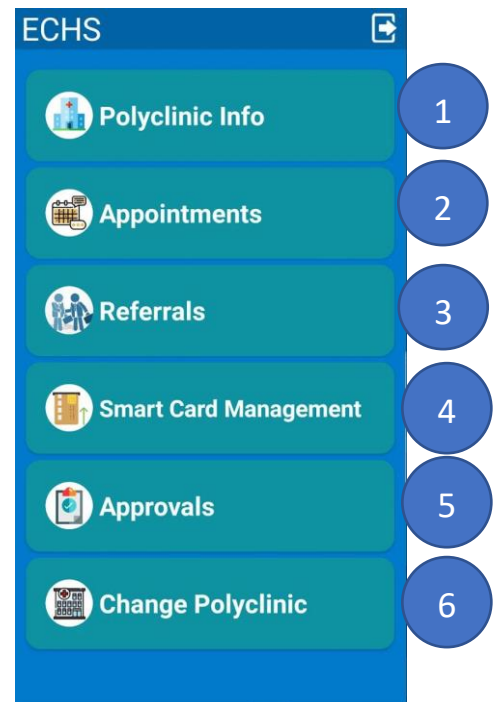 ECHS
Polyclinic Info 1
Appointments 2
Referrals 3
Smart Card Management 4
Approvals 5
Change Polyclinic 6